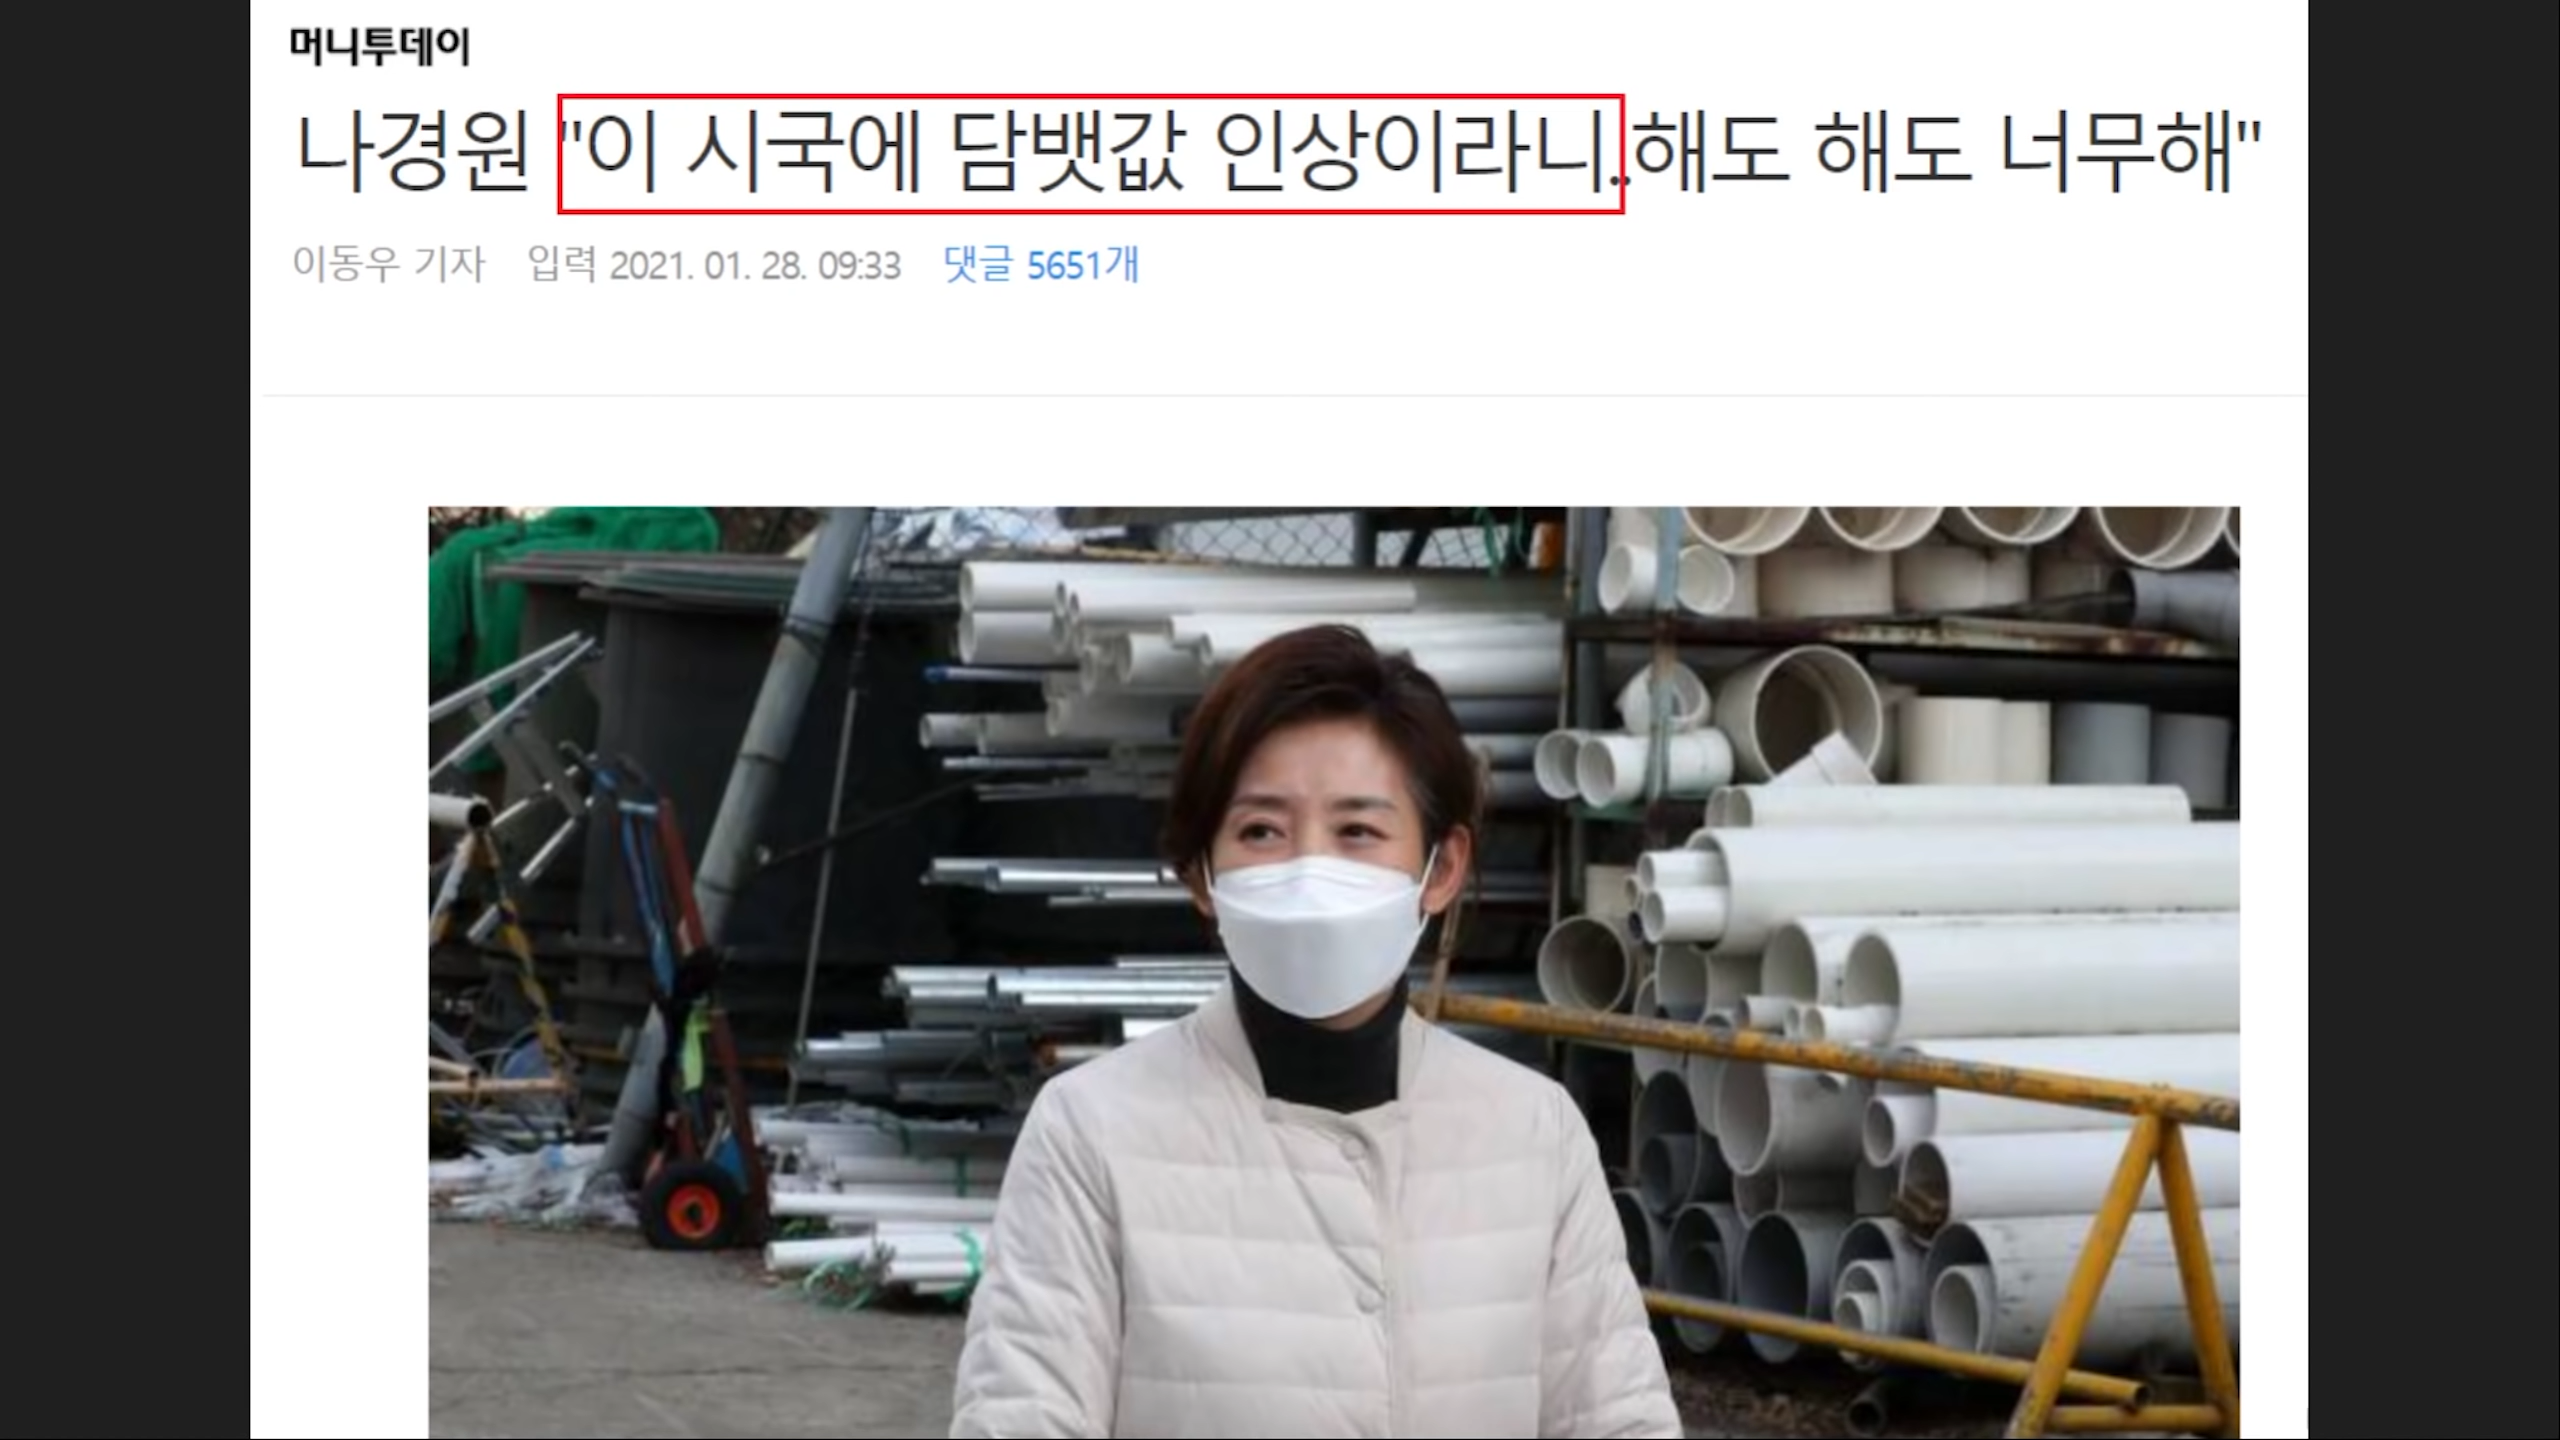 머니투데이
나경원 "이 시국에 담뱃값 인상이라니..해도 해도 너무해"
이동우 기자 입력 2021. 01. 28. 09:33 댓글 5651개